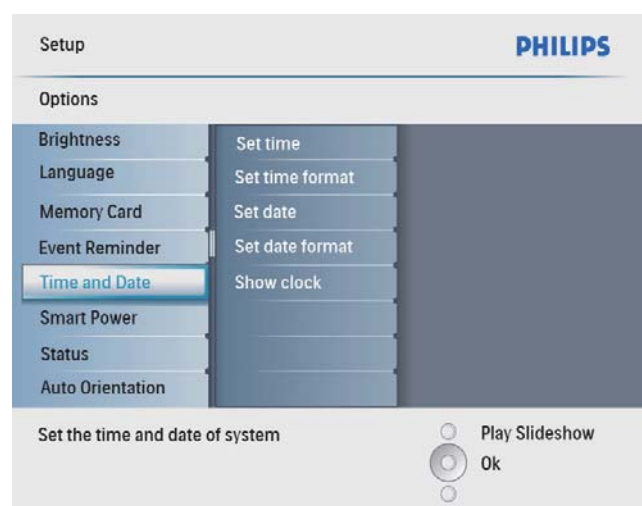 Setup
PHILIPS
Options
Brightness
Language
Memory Card
Event Reminder
Time and Date
Smart Power
Status
Auto Orientation
Set time
Set time format
Set date
Set date format
Show clock
Set the time and date of system
Play Slideshow
Ok